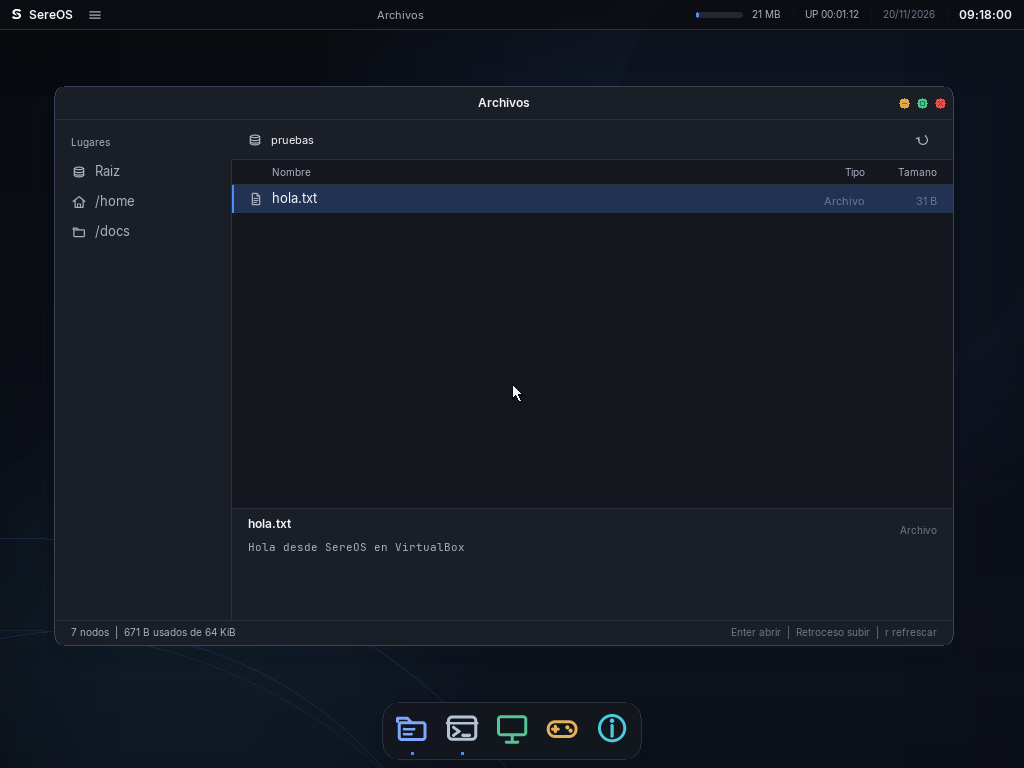 SereOS
Archivos
21 MB
UP 00:01:12
20/11/2026
09:18:00
Archivos
Lugares
Raiz
/home
/docs
pruebas
Nombre Tipo Tamano
hola.txt Archivo 31 B
hola.txt
Archivo
Hola desde SereOS en VirtualBox
7 nodos | 671 B usados de 64 KiB
Enter abrir | Retroceso subir | r refrescar